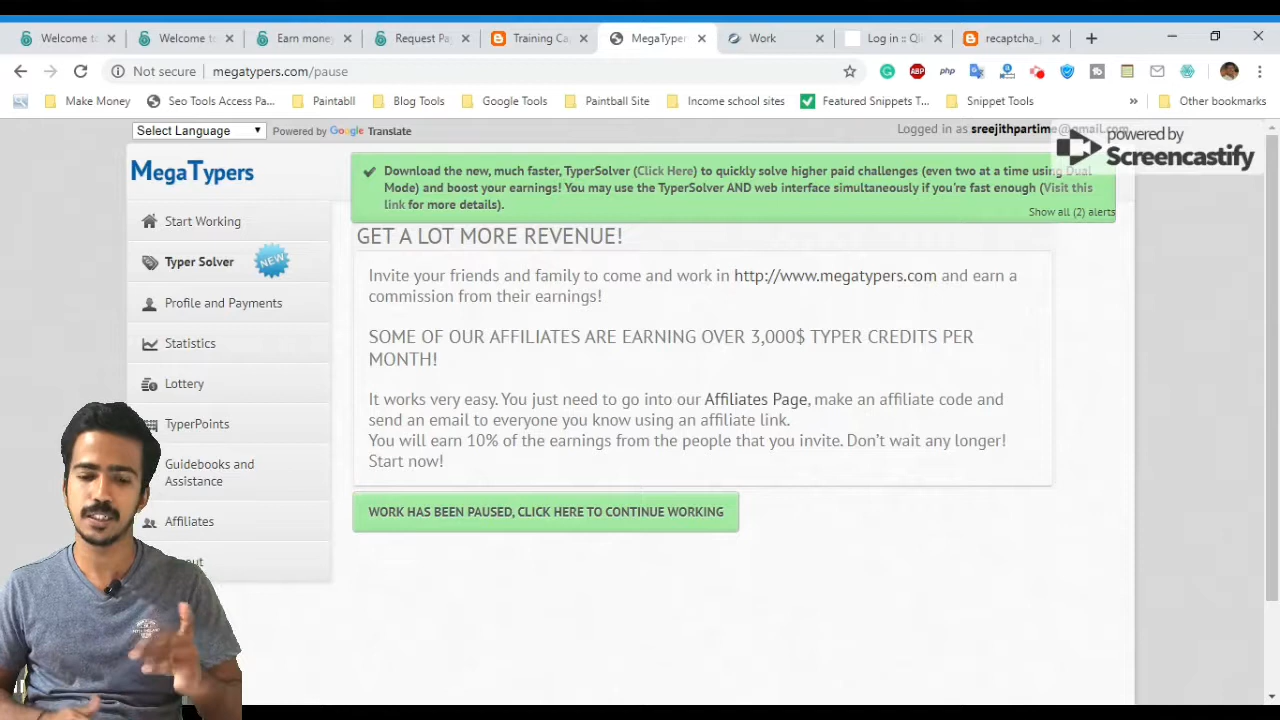 Welcome to
Welcome to
Earn money
Request Pay
Training Ca
MegaTyper
Work
Log in :: Qli
recaptcha_
Not secure
megatypers.com/pause
Make Money
Seo Tools Access Pa...
Paintabll
Blog Tools
Google Tools
Paintball Site
Income school sites
Featured Snippets T...
Snippet Tools
Other bookmarks
Select Language
Powered by Google Translate
Logged in as sreejithpartime@gmail.com
powered by
Screencastify
MegaTypers
Download the new, much faster, TyperSolver (Click Here) to quickly solve higher paid challenges (even two at a time using Dual
Mode) and boost your earnings! You may use the TyperSolver AND web interface simultaneously if you're fast enough (Visit this
link for more details).
Show all (2) alerts
Start Working
Typer Solver
NEW
Profile and Payments
Statistics
Lottery
TyperPoints
Guidebooks and
Assistance
Affiliates
GET A LOT MORE REVENUE!
Invite your friends and family to come and work in http://www.megatypers.com and earn a
commission from their earnings!
SOME OF OUR AFFILIATES ARE EARNING OVER 3,000$ TYPER CREDITS PER
MONTH!
It works very easy. You just need to go into our Affiliates Page, make an affiliate code and
send an email to everyone you know using an affiliate link.
You will earn 10% of the earnings from the people that you invite. Don't wait any longer!
Start now!
WORK HAS BEEN PAUSED, CLICK HERE TO CONTINUE WORKING